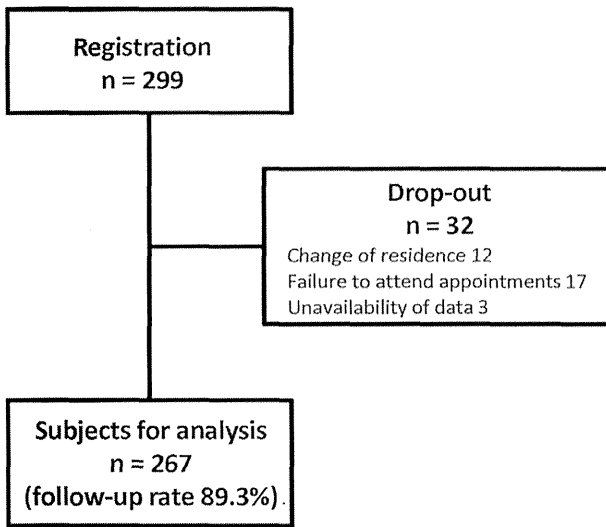 Registration
n = 299
Drop-out
n = 32
Change of residence 12
Failure to attend appointments 17
Unavailability of data 3
Subjects for analysis
n = 267
(follow-up rate 89.3%).